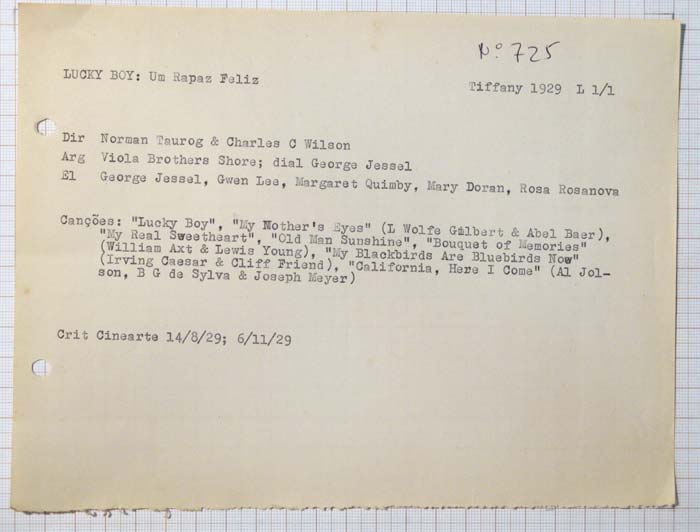 Nº 725
LUCKY BOY: Um Rapaz Feliz Tiffany 1929 L 1/1
Dir Norman Taurog & Charles C Wilson
Arg Viola Brothers Shore; dial George Jessel
El George Jessel, Gwen Lee, Margaret Quimby, Mary Doran, Rosa Rosanova
Canções: "Lucky Boy", "My Mother's Eyes" (L Wolfe Gilbert & Abel Baer),
"My Real Sweetheart", "Old Man Sunshine", "Bouquet of Memories"
(William Axt & Lewis Young), "My Blackbirds Are Bluebirds Now"
(Irving Caesar & Cliff Friend), "California, Here I Come" (Al Jol-
son, B G de Sylva & Joseph Meyer)
Crit Cinearte 14/8/29; 6/11/29